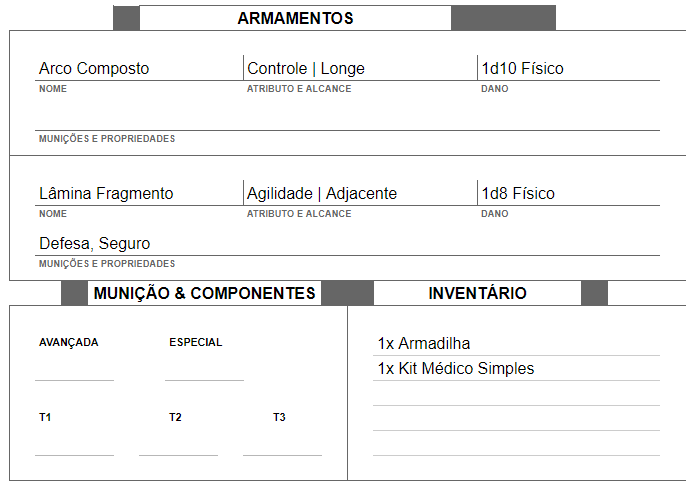 ARMAMENTOS
Arco Composto Controle | Longe 1d10 Físico
NOME ATRIBUTO E ALCANCE DANO
MUNIÇÕES E PROPRIEDADES
Lâmina Fragmento Agilidade | Adjacente 1d8 Físico
NOME ATRIBUTO E ALCANCE DANO
Defesa, Seguro
MUNIÇÕES E PROPRIEDADES
MUNIÇÃO & COMPONENTES
AVANÇADA ESPECIAL
T1 T2 T3
INVENTÁRIO
1x Armadilha
1x Kit Médico Simples